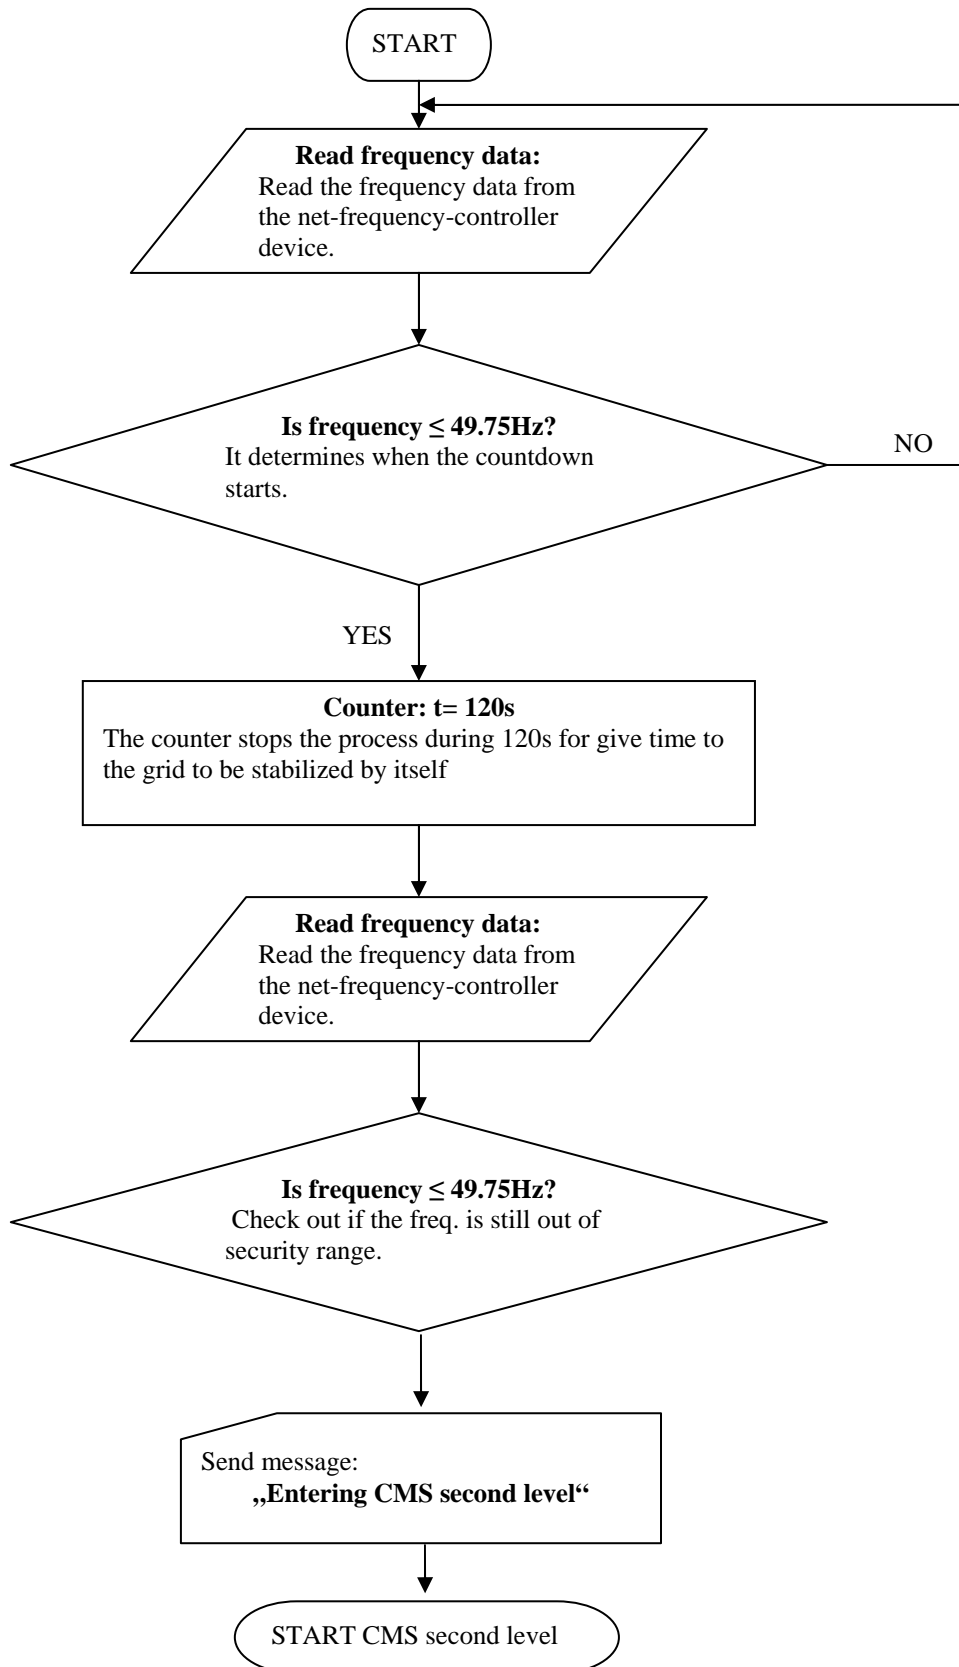 START
Read frequency data:
Read the frequency data from
the net-frequency-controller
device.
Is frequency ≤ 49.75Hz?
It determines when the countdown
starts.
NO
YES
Counter: t= 120s
The counter stops the process during 120s for give time to
the grid to be stabilized by itself
Read frequency data:
Read the frequency data from
the net-frequency-controller
device.
Is frequency ≤ 49.75Hz?
Check out if the freq. is still out of
security range.
Send message:
„Entering CMS second level“
START CMS second level